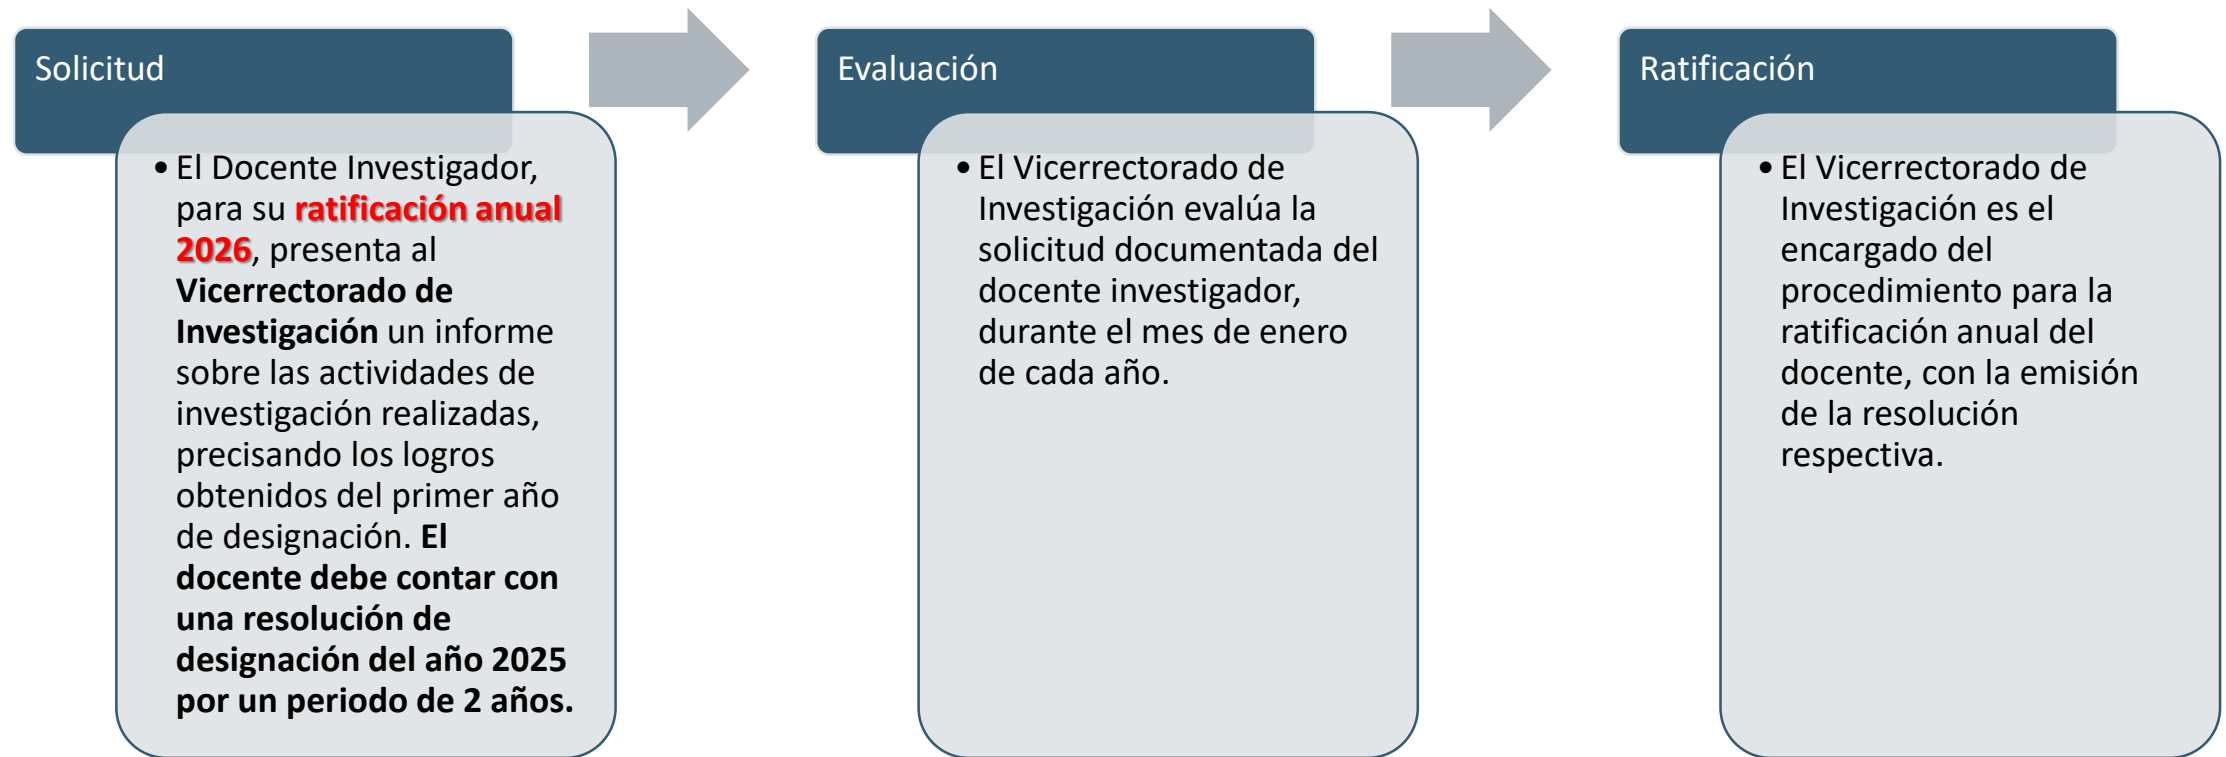 Solicitud
• El Docente Investigador,
para su ratificación anual
2026, presenta al
Vicerrectorado de
Investigación un informe
sobre las actividades de
investigación realizadas,
precisando los logros
obtenidos del primer año
de designación. El
docente debe contar con
una resolución de
designación del año 2025
por un periodo de 2 años.
Evaluación
• El Vicerrectorado de
Investigación evalúa la
solicitud documentada del
docente investigador,
durante el mes de enero
de cada año.
Ratificación
• El Vicerrectorado de
Investigación es el
encargado del
procedimiento para la
ratificación anual del
docente, con la emisión
de la resolución
respectiva.